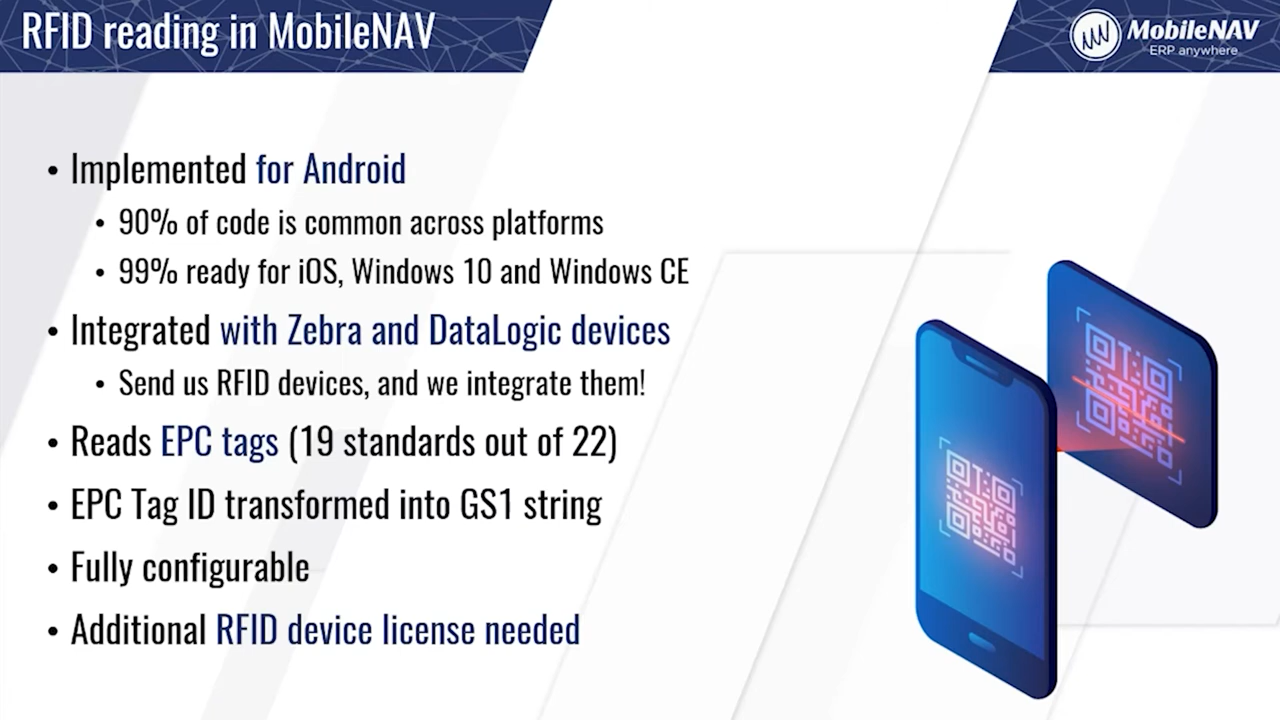 RFID reading in MobileNAV
MobileNAV
ERP anywhere
• Implemented for Android
• 90% of code is common across platforms
• 99% ready for iOS, Windows 10 and Windows CE
• Integrated with Zebra and DataLogic devices
• Send us RFID devices, and we integrate them!
• Reads EPC tags (19 standards out of 22)
• EPC Tag ID transformed into GS1 string
• Fully configurable
• Additional RFID device license needed